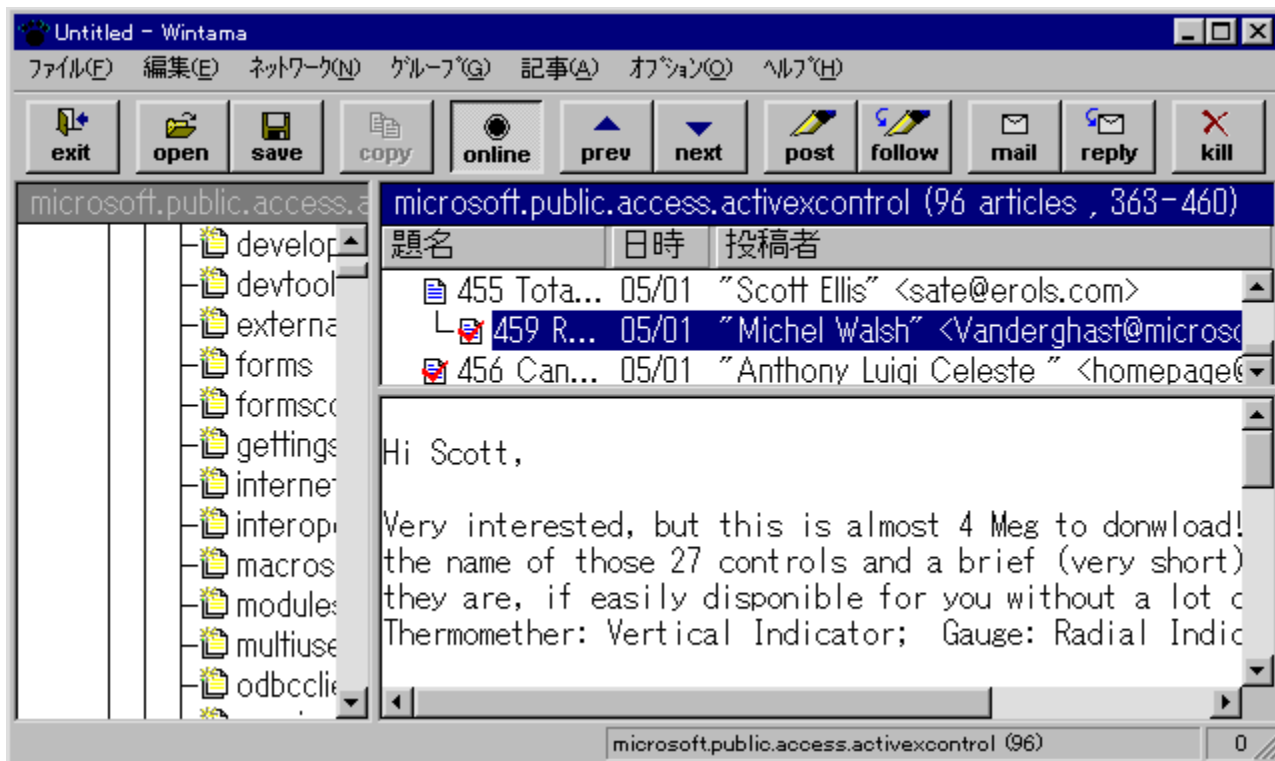 Untitled - Wintama
ﾌｧｲﾙ(F) 編集(E) ﾈｯﾄﾜｰｸ(N) ｸﾞﾙｰﾌﾟ(G) 記事(A) ｵﾌﾟｼｮﾝ(O) ﾍﾙﾌﾟ(H)
exit open save copy online prev next post follow mail reply kill
microsoft.public.access.a
develop
devtool
externa
forms
formsco
gettings
internet
interope
macros
modules
multiuse
odbcclie
microsoft.public.access.activexcontrol (96 articles , 363-460)
題名 日時 投稿者
455 Tota... 05/01 "Scott Ellis" <sate@erols.com>
459 R... 05/01 "Michel Walsh" <Vanderghast@microso
456 Can... 05/01 "Anthony Luigi Celeste " <homepage@
Hi Scott,
Very interested, but this is almost 4 Meg to donwload!
the name of those 27 controls and a brief (very short)
they are, if easily disponible for you without a lot o
Thermomether: Vertical Indicator; Gauge: Radial Indic
microsoft.public.access.activexcontrol (96) 0